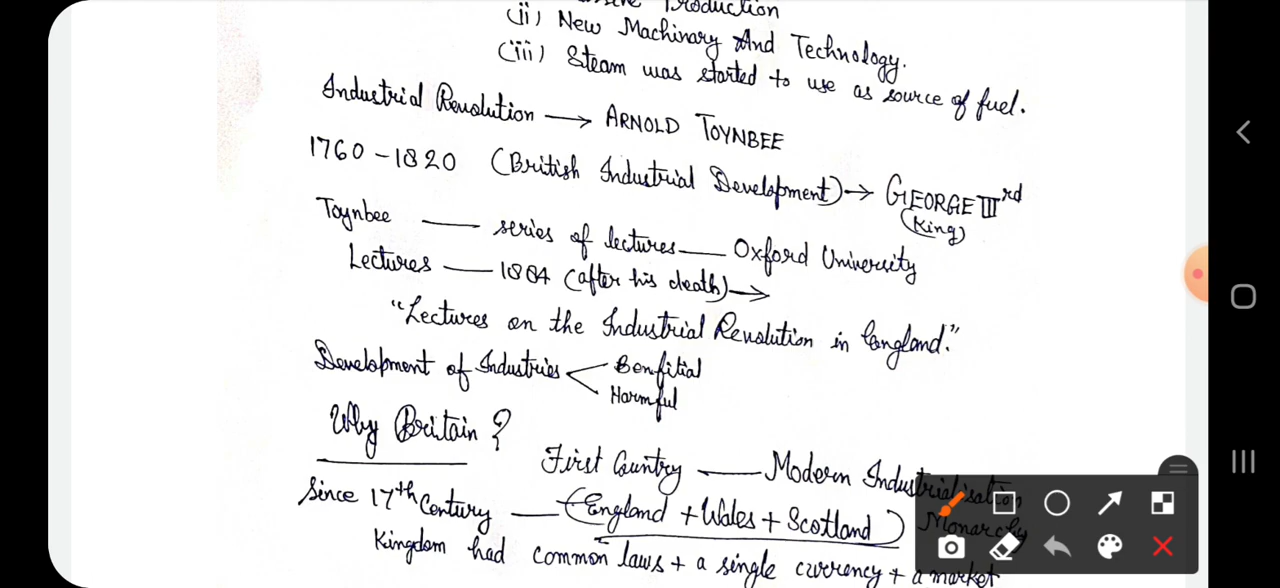 Production
(ii) New Machinary And Technology.
(iii) Steam was started to use as source of fuel.
Industrial Revolution → ARNOLD TOYNBEE
1760-1820 (British Industrial Development) → GEORGE IIIrd
(King)
Toynbee — series of lectures — Oxford University
Lectures — 1884 (after his death) →
"Lectures on the Industrial Revolution in England."
Development of Industries < Benfitial
Harmful
Why Britain ?
First Country — Modern Industrialisation
Since 17th Century — (England + Wales + Scotland) Monarchy
Kingdom had common laws + a single currency + a market